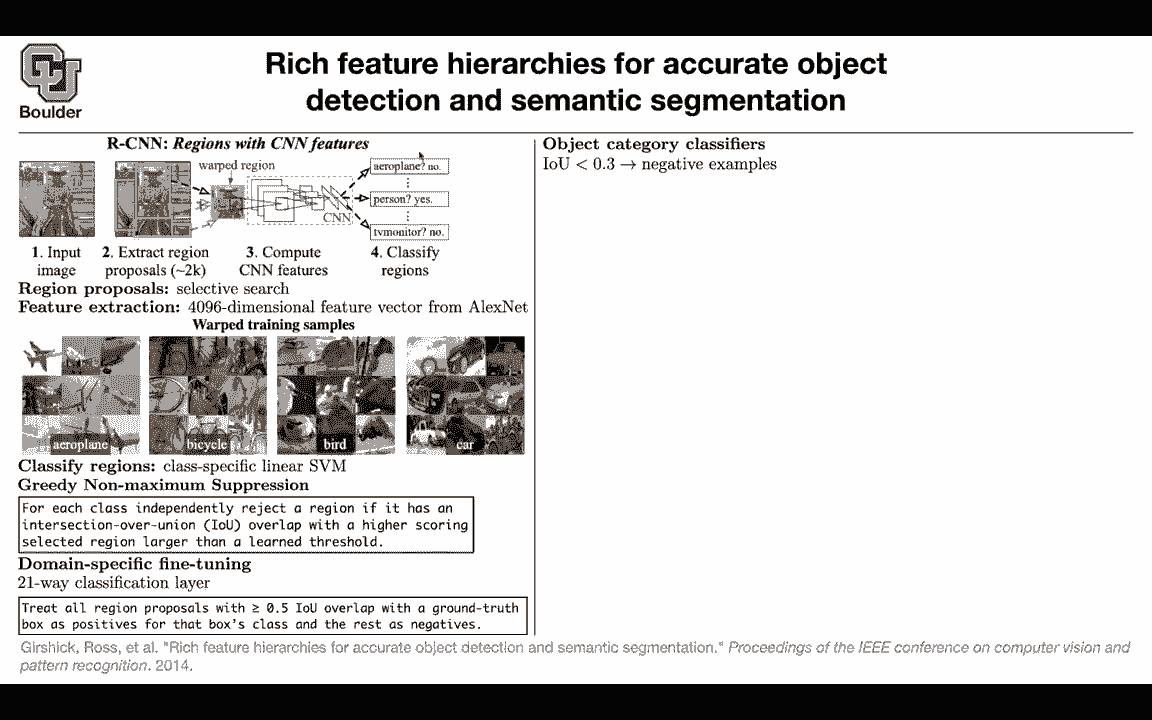 Boulder
Rich feature hierarchies for accurate object
detection and semantic segmentation
R-CNN: Regions with CNN features
warped region
aeroplane? no.
person? yes.
tvmonitor? no.
CNN
1. Input
image
2. Extract region
proposals (~2k)
3. Compute
CNN features
4. Classify
regions
Region proposals: selective search
Feature extraction: 4096-dimensional feature vector from AlexNet
Warped training samples
aeroplane
bicycle
bird
car
Classify regions: class-specific linear SVM
Greedy Non-maximum Suppression
For each class independently reject a region if it has an
intersection-over-union (IoU) overlap with a higher scoring
selected region larger than a learned threshold.
Domain-specific fine-tuning
21-way classification layer
Treat all region proposals with ≥ 0.5 IoU overlap with a ground-truth
box as positives for that box's class and the rest as negatives.
Object category classifiers
IoU < 0.3 → negative examples
Girshick, Ross, et al. "Rich feature hierarchies for accurate object detection and semantic segmentation." Proceedings of the IEEE conference on computer vision and
pattern recognition. 2014.